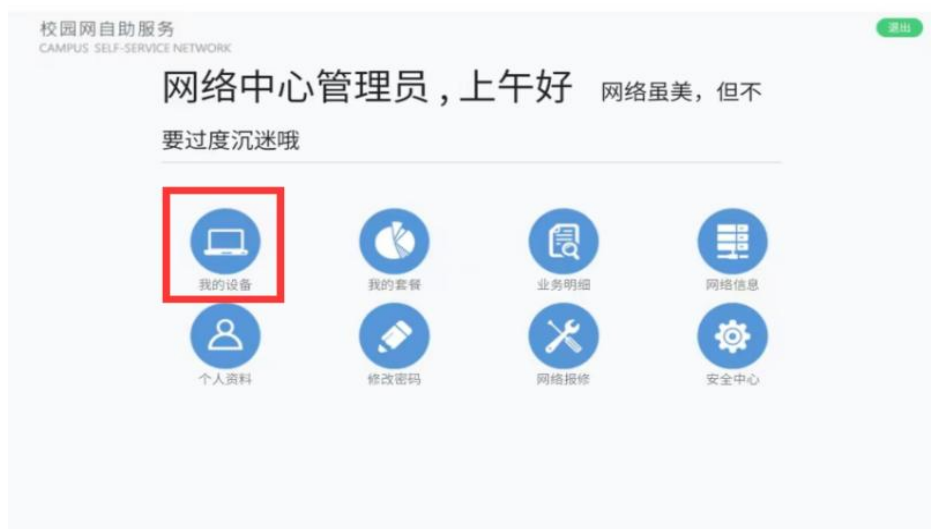 校园网自助服务
退出
CAMPUS SELF-SERVICE NETWORK
网络中心管理员，上午好 网络虽美，但不
要过度沉迷哦
我的设备 我的套餐 业务明细 网络信息
个人资料 修改密码 网络报修 安全中心